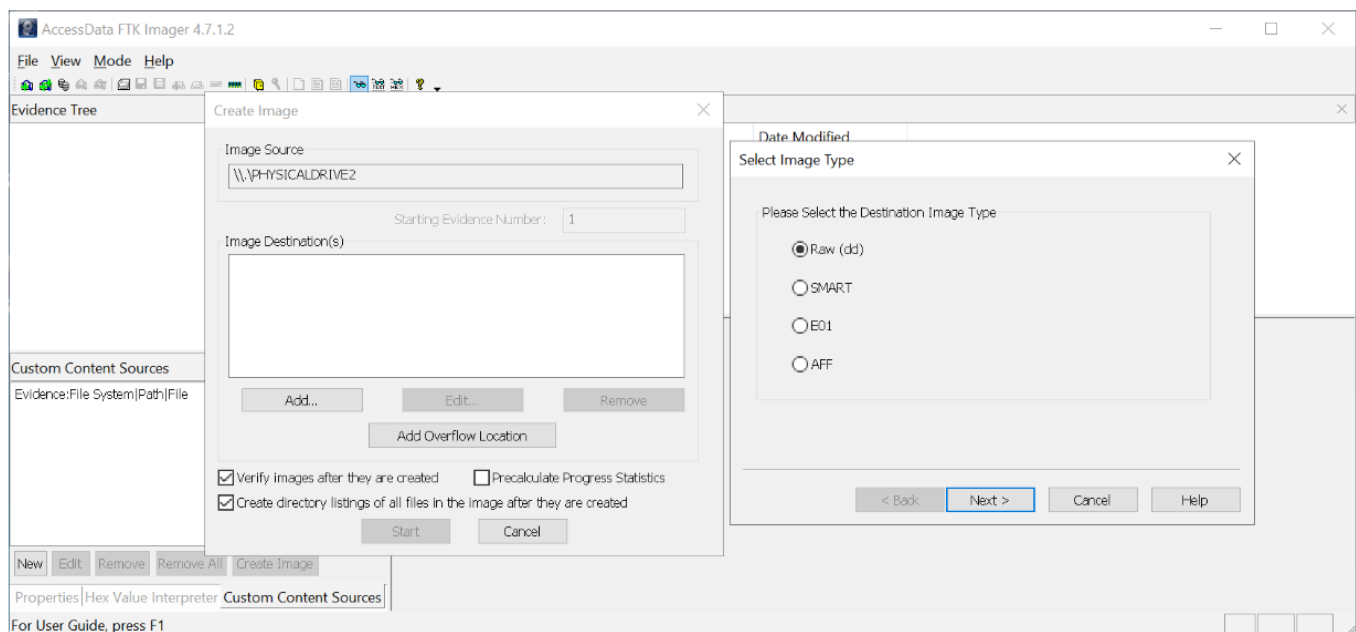 AccessData FTK Imager 4.7.1.2
File View Mode Help
Evidence Tree
Date Modified
Create Image
Image Source
\\.\PHYSICALDRIVE2
Starting Evidence Number: 1
Image Destination(s)
Add... Edit... Remove
Add Overflow Location
Verify images after they are created Precalculate Progress Statistics
Create directory listings of all files in the image after they are created
Start Cancel
Select Image Type
Please Select the Destination Image Type
Raw (dd)
SMART
E01
AFF
< Back Next > Cancel Help
Custom Content Sources
Evidence:File System|Path|File
New Edit Remove Remove All Create Image
Properties Hex Value Interpreter Custom Content Sources
For User Guide, press F1